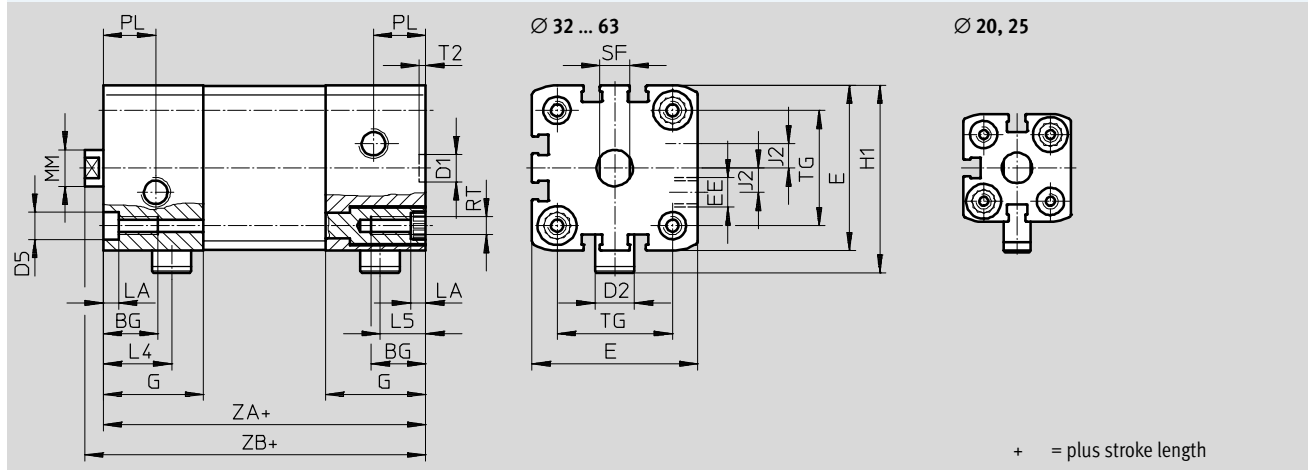 PL
PL
Ø 32 ... 63
Ø 20, 25
T2
SF
MM
D1
RT
D5
J2
J2
EE
TG
E
H1
LA
LA
BG
L5
L4
BG
G
G
D2
TG
E
ZA+
ZB+
+ = plus stroke length